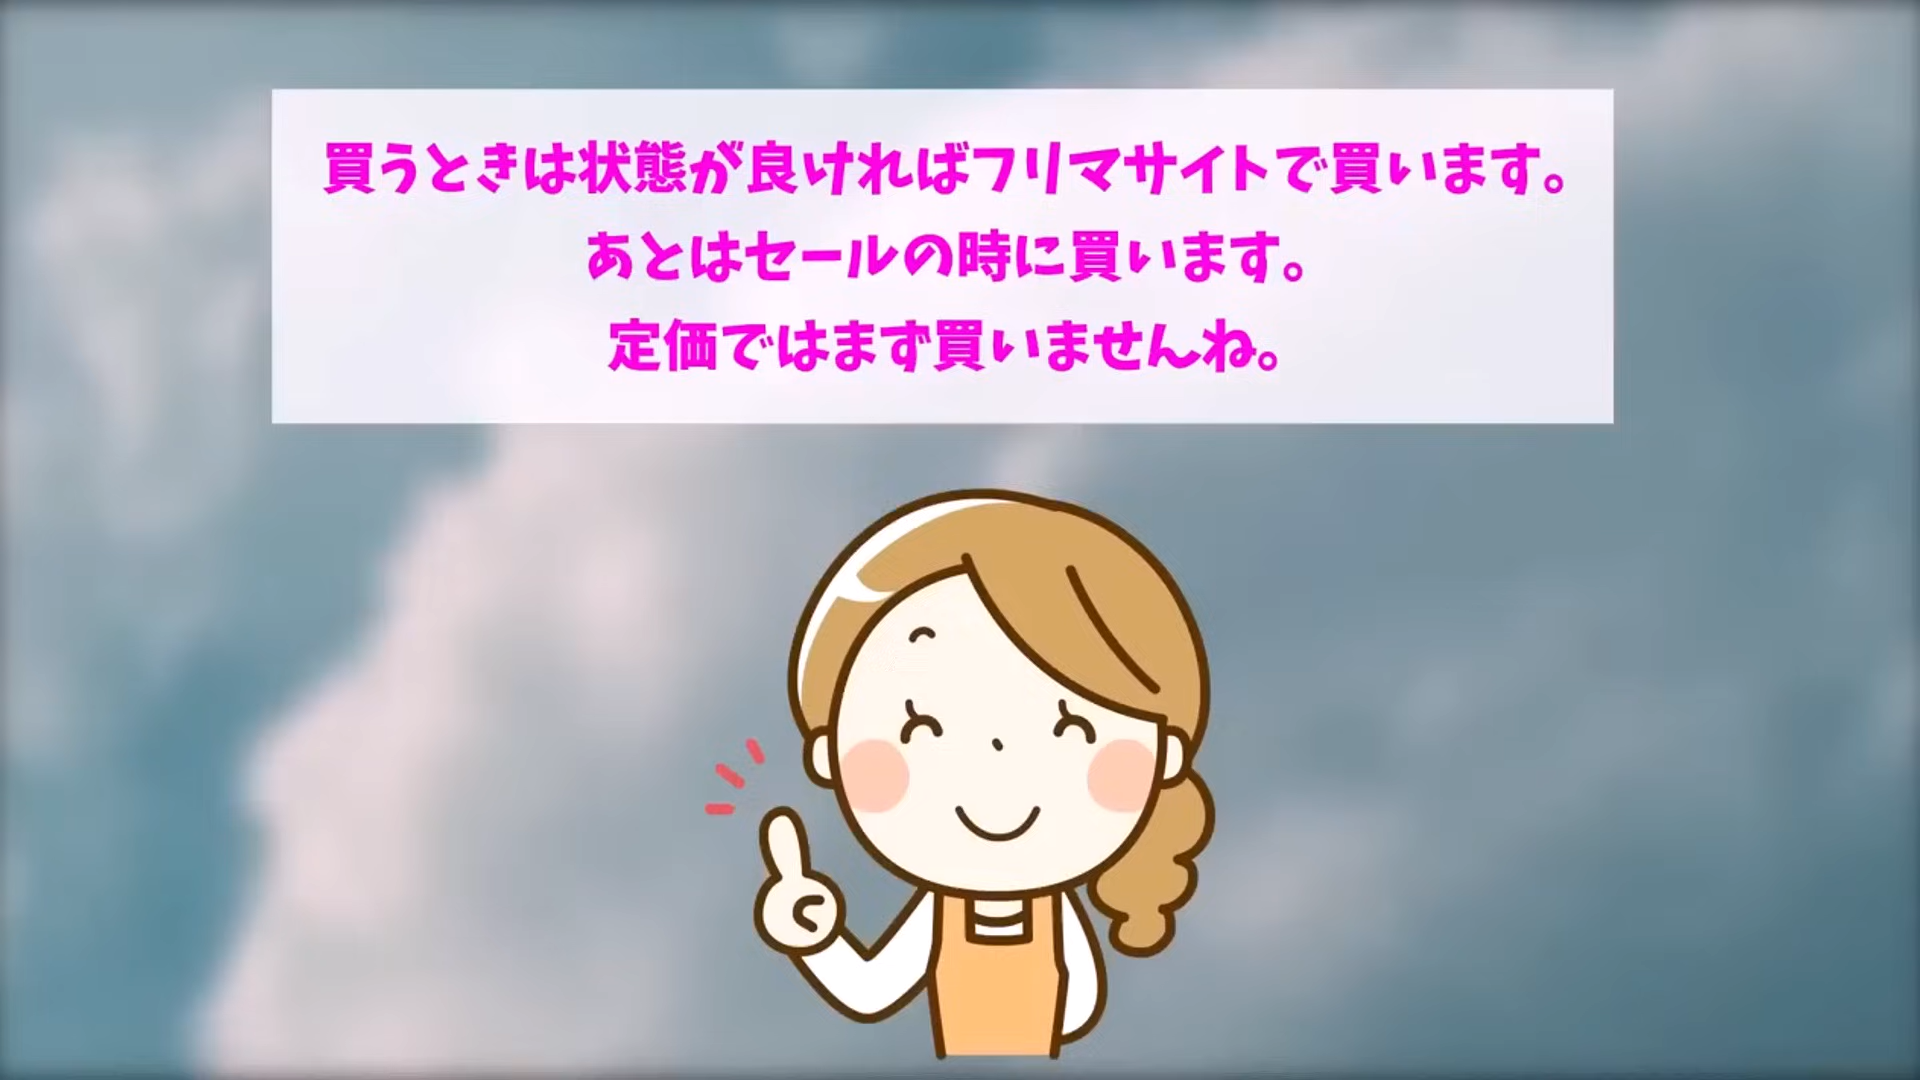 買うときは状態が良ければフリマサイトで買います。
あとはセールの時に買います。
定価ではまず買いませんね。